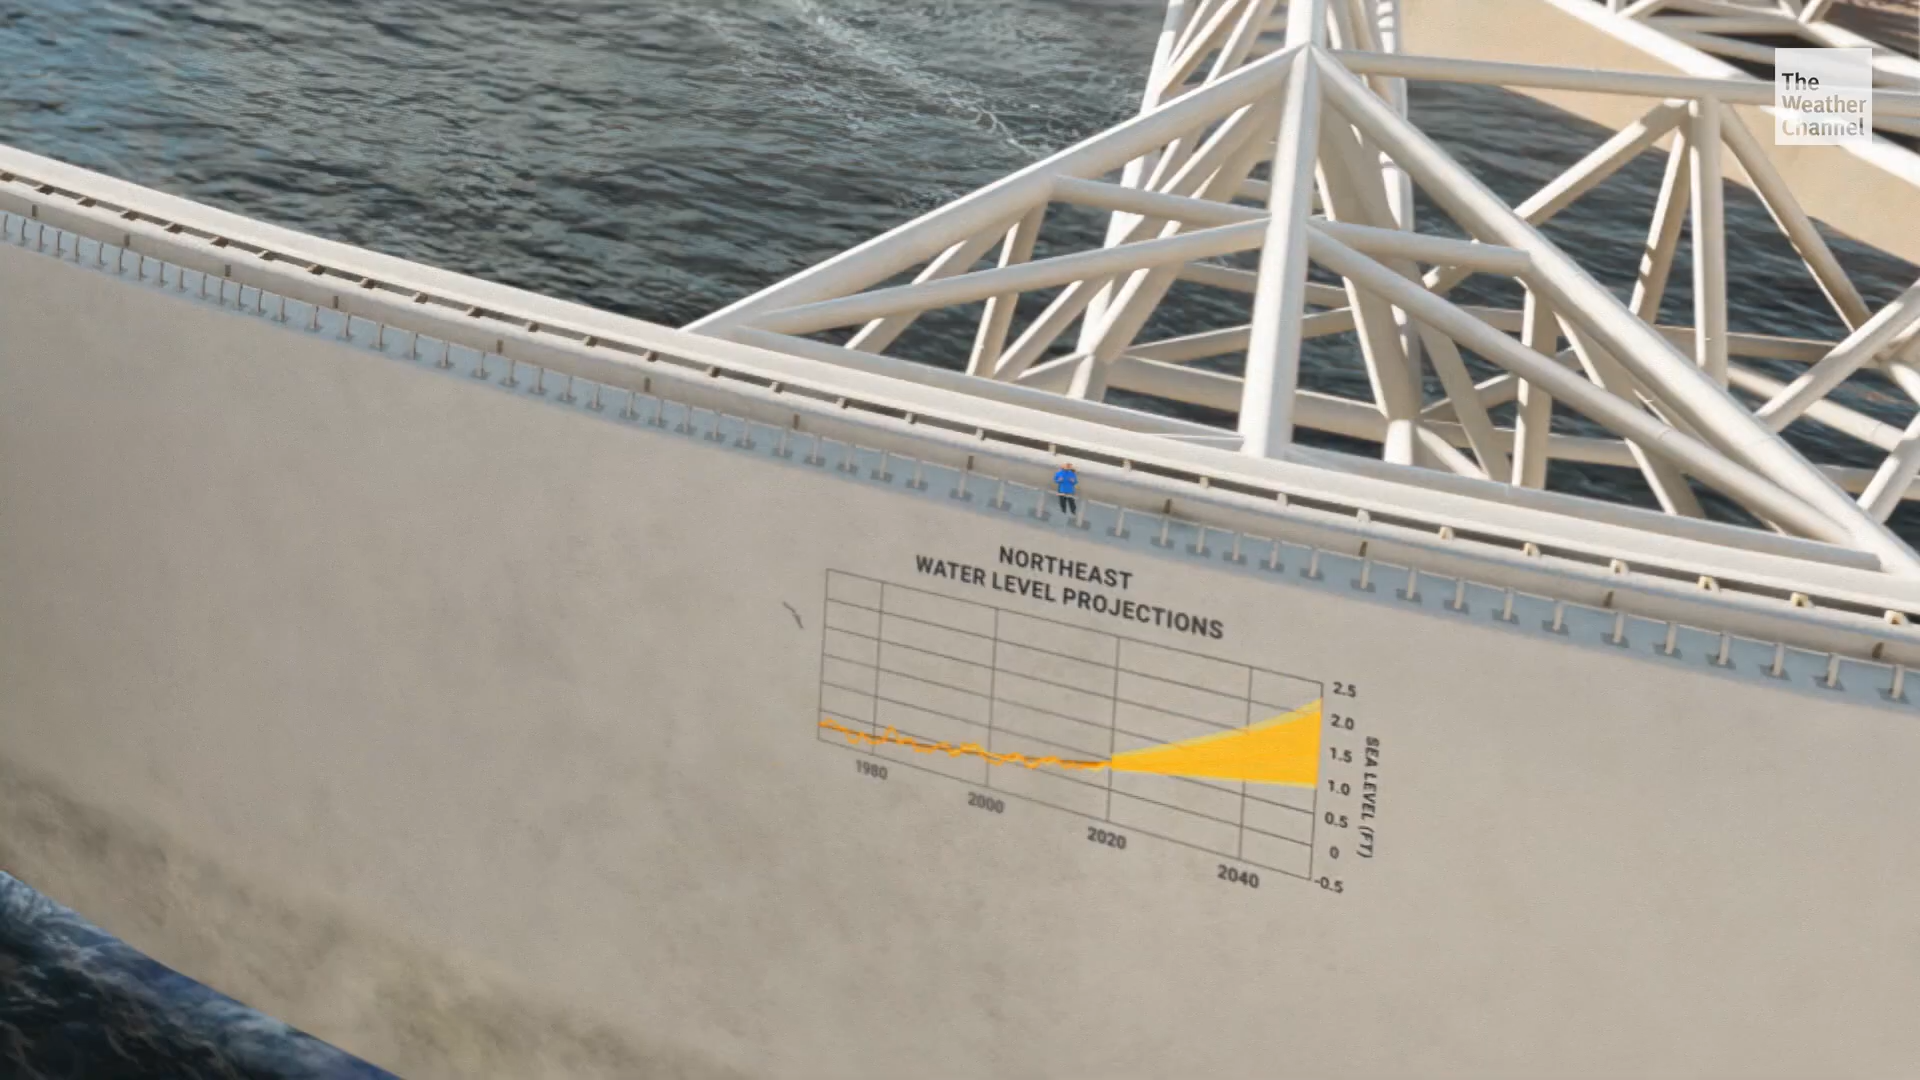 The
Weather
Channel
NORTHEAST
WATER LEVEL PROJECTIONS
2.5
2.0
1.5
1.0
0.5
0
-0.5
SEA LEVEL (FT)
1980
2000
2020
2040